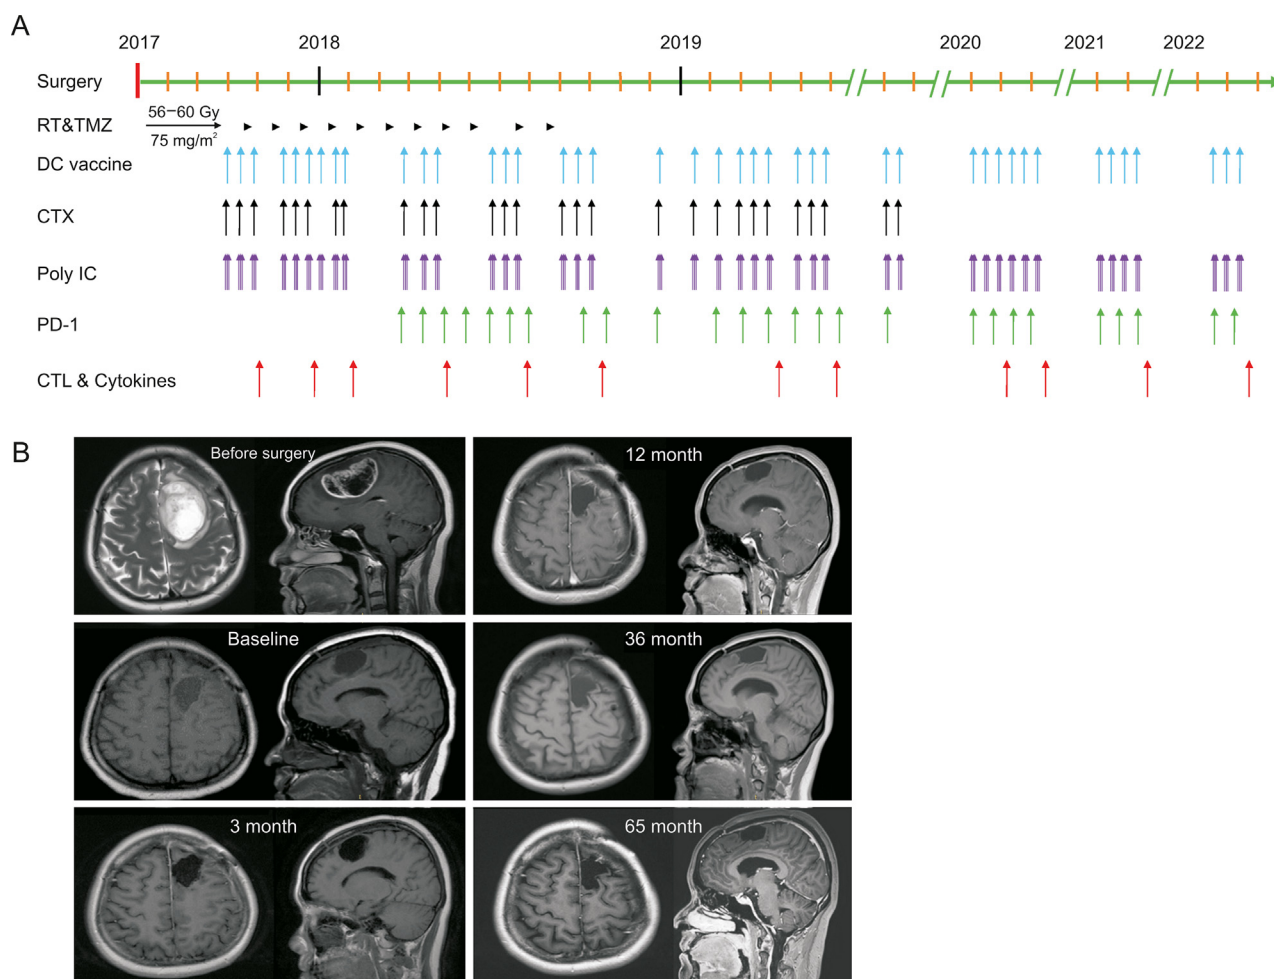 A
2017 2018 2019 2020 2021 2022
Surgery
56–60 Gy
RT&TMZ
75 mg/m²
DC vaccine
CTX
Poly IC
PD-1
CTL & Cytokines
B
Before surgery
12 month
Baseline
36 month
3 month
65 month